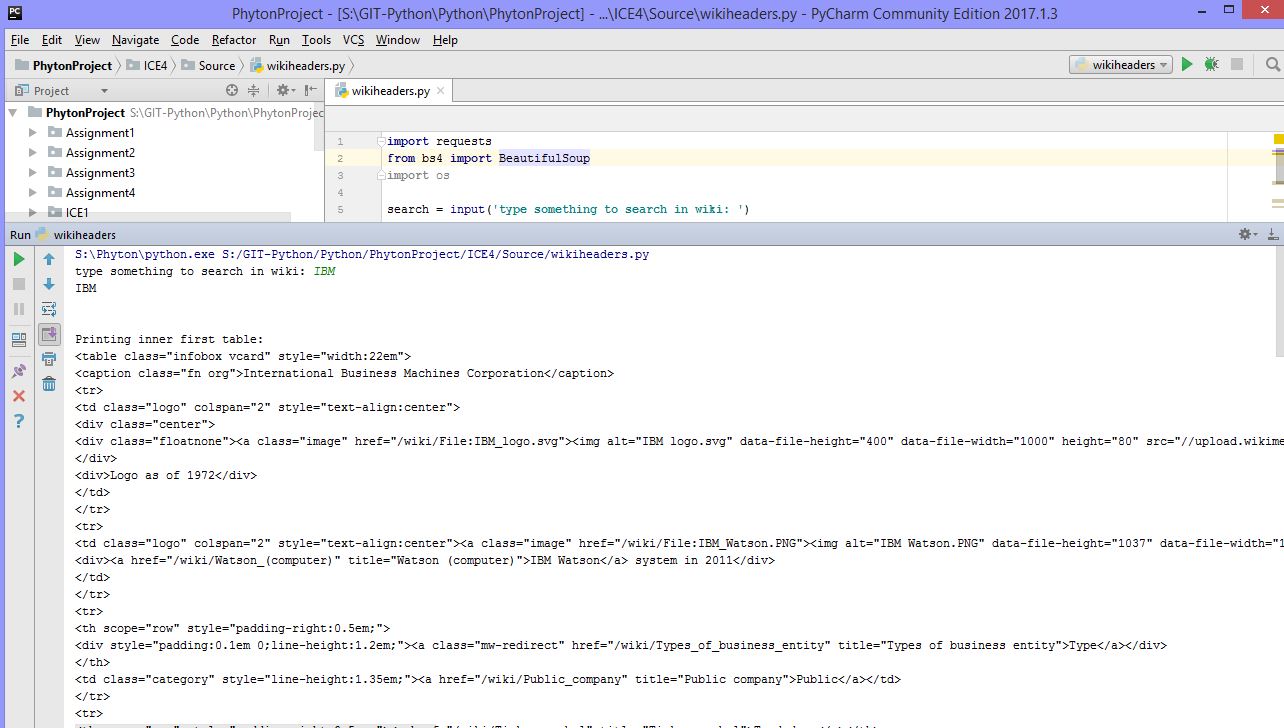 PC PhytonProject - [S:\GIT-Python\Python\PhytonProject] - ...\ICE4\Source\wikiheaders.py - PyCharm Community Edition 2017.1.3
File Edit View Navigate Code Refactor Run Tools VCS Window Help
PhytonProject ICE4 Source wikiheaders.py wikiheaders
Project wikiheaders.py
PhytonProject S:\GIT-Python\Python\PhytonProjec
Assignment1
Assignment2
Assignment3
Assignment4
ICE1
1 import requests
2 from bs4 import BeautifulSoup
3 import os
4
5 search = input('type something to search in wiki: ')
Run wikiheaders
S:\Phyton\python.exe S:/GIT-Python/Python/PhytonProject/ICE4/Source/wikiheaders.py
type something to search in wiki: IBM
IBM
Printing inner first table:
<table class="infobox vcard" style="width:22em">
<caption class="fn org">International Business Machines Corporation</caption>
<tr>
<td class="logo" colspan="2" style="text-align:center">
<div class="center">
<div class="floatnone"><a class="image" href="/wiki/File:IBM_logo.svg"><img alt="IBM logo.svg" data-file-height="400" data-file-width="1000" height="80" src="//upload.wikime
</div>
<div>Logo as of 1972</div>
</td>
</tr>
<tr>
<td class="logo" colspan="2" style="text-align:center"><a class="image" href="/wiki/File:IBM_Watson.PNG"><img alt="IBM Watson.PNG" data-file-height="1037" data-file-width="1
<div><a href="/wiki/Watson_(computer)" title="Watson (computer)">IBM Watson</a> system in 2011</div>
</td>
</tr>
<tr>
<th scope="row" style="padding-right:0.5em;">
<div style="padding:0.1em 0;line-height:1.2em;"><a class="mw-redirect" href="/wiki/Types_of_business_entity" title="Types of business entity">Type</a></div>
</th>
<td class="category" style="line-height:1.35em;"><a href="/wiki/Public_company" title="Public company">Public</a></td>
</tr>
<tr>